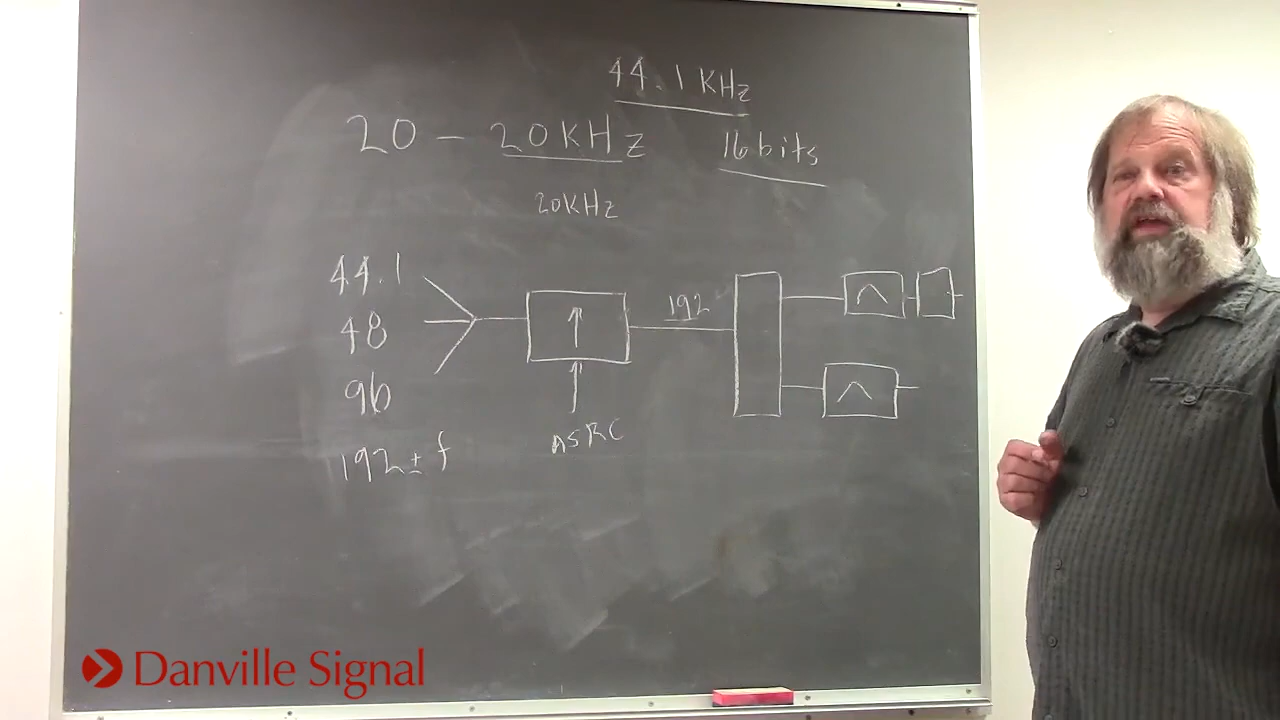 44.1 KHz
20 - 20KHz
16 bits
20KHz
44.1
48
96
192 ± f
192
ASRC
Danville Signal